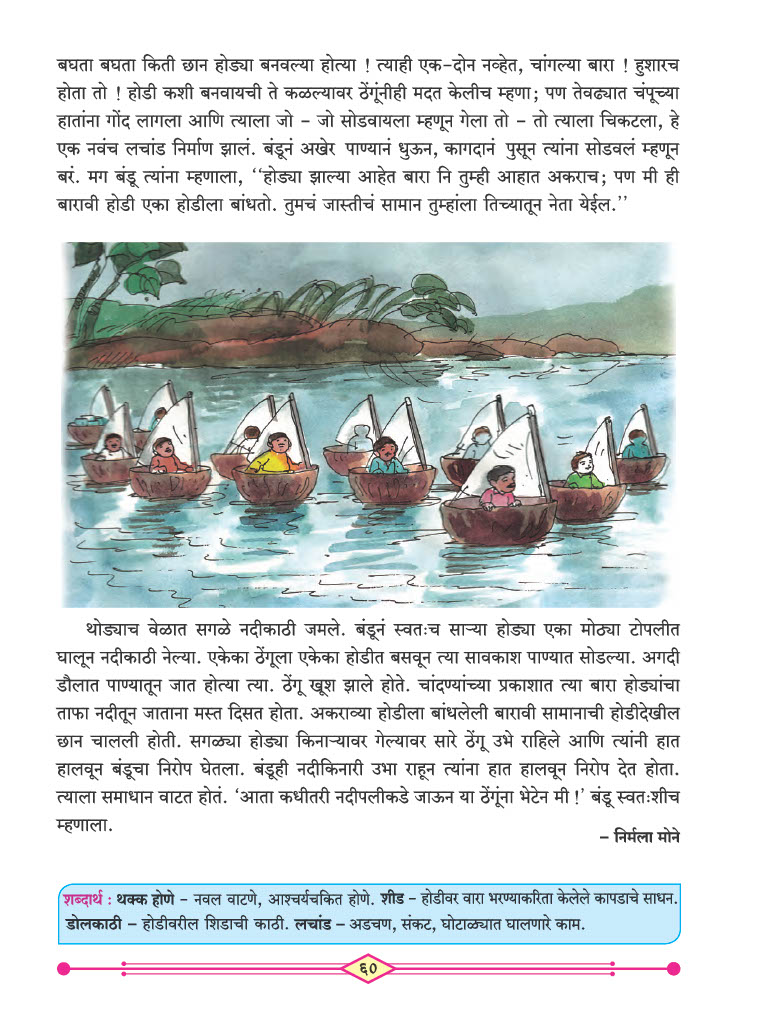 बघता बघता किती छान होड्या बनवल्या होत्या ! त्याही एक-दोन नव्हेत, चांगल्या बारा ! हुशारच
होता तो ! होडी कशी बनवायची ते कळल्यावर ठेंगूंनीही मदत केलीच म्हणा; पण तेवढ्यात चंपूच्या
हातांना गोंद लागला आणि त्याला जो - जो सोडवायला म्हणून गेला तो - तो त्याला चिकटला, हे
एक नवंच लचांड निर्माण झालं. बंडूनं अखेर पाण्यानं धुऊन, कागदानं पुसून त्यांना सोडवलं म्हणून
बरं. मग बंडू त्यांना म्हणाला, ‘‘होड्या झाल्या आहेत बारा नि तुम्ही आहात अकराच; पण मी ही
बारावी होडी एका होडीला बांधतो. तुमचं जास्तीचं सामान तुम्हांला तिच्यातून नेता येईल.’’
थोड्याच वेळात सगळे नदीकाठी जमले. बंडूनं स्वतःच साऱ्या होड्या एका मोठ्या टोपलीत
घालून नदीकाठी नेल्या. एकेका ठेंगूला एकेका होडीत बसवून त्या सावकाश पाण्यात सोडल्या. अगदी
डौलात पाण्यातून जात होत्या त्या. ठेंगू खूश झाले होते. चांदण्यांच्या प्रकाशात त्या बारा होड्यांचा
ताफा नदीतून जाताना मस्त दिसत होता. अकराव्या होडीला बांधलेली बारावी सामानाची होडीदेखील
छान चालली होती. सगळ्या होड्या किनाऱ्यावर गेल्यावर सारे ठेंगू उभे राहिले आणि त्यांनी हात
हालवून बंडूचा निरोप घेतला. बंडूही नदीकिनारी उभा राहून त्यांना हात हालवून निरोप देत होता.
त्याला समाधान वाटत होतं. ‘आता कधीतरी नदीपलीकडे जाऊन या ठेंगूंना भेटेन मी !’ बंडू स्वतःशीच
म्हणाला.
– निर्मला मोने
शब्दार्थ : थक्क होणे – नवल वाटणे, आश्चर्यचकित होणे. शीड – होडीवर वारा भरण्याकरिता केलेले कापडाचे साधन.
डोलकाठी – होडीवरील शिडाची काठी. लचांड – अडचण, संकट, घोटाळ्यात घालणारे काम.
६०